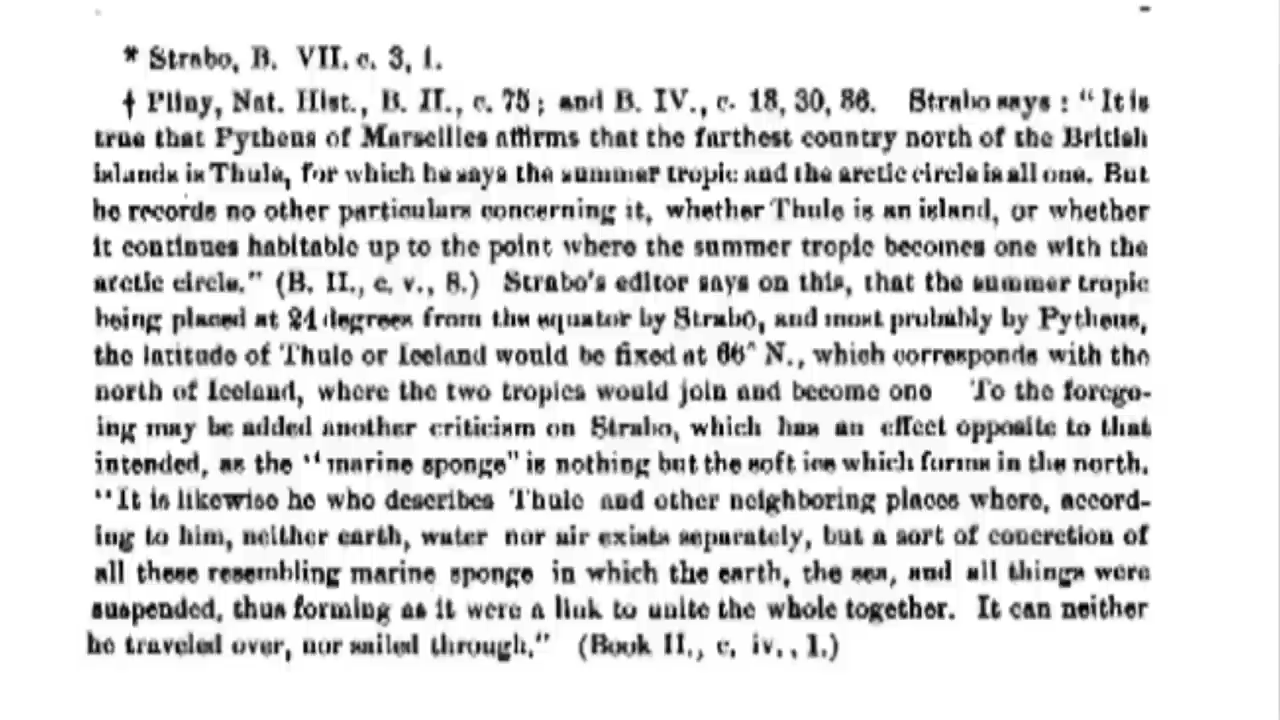 * Strabo, B. VII. c. 3, 1.
† Pliny, Nat. Hist., B. II., c. 75; and B. IV., c. 18, 30, 36. Strabo says: “It is
true that Pytheas of Marseilles affirms that the farthest country north of the British
islands is Thule, for which he says the summer tropic and the arctic circle is all one. But
he records no other particulars concerning it, whether Thule is an island, or whether
it continues habitable up to the point where the summer tropic becomes one with the
arctic circle.” (B. II., c. v., 8.) Strabo's editor says on this, that the summer tropic
being placed at 24 degrees from the equator by Strabo, and most probably by Pytheas,
the latitude of Thule or Iceland would be fixed at 66° N., which corresponds with the
north of Iceland, where the two tropics would join and become one To the forego-
ing may be added another criticism on Strabo, which has an effect opposite to that
intended, as the “marine sponge” is nothing but the soft ice which forms in the north.
“It is likewise he who describes Thule and other neighboring places where, accord-
ing to him, neither earth, water nor air exists separately, but a sort of concretion of
all these resembling marine sponge in which the earth, the sea, and all things were
suspended, thus forming as it were a link to unite the whole together. It can neither
be traveled over, nor sailed through.” (Book II., c. iv., 1.)